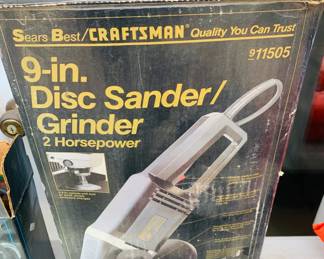 Sears Best/CRAFTSMAN® Quality You Can Trust
911505
9-in.
Disc Sander/
Grinder
2 Horsepower